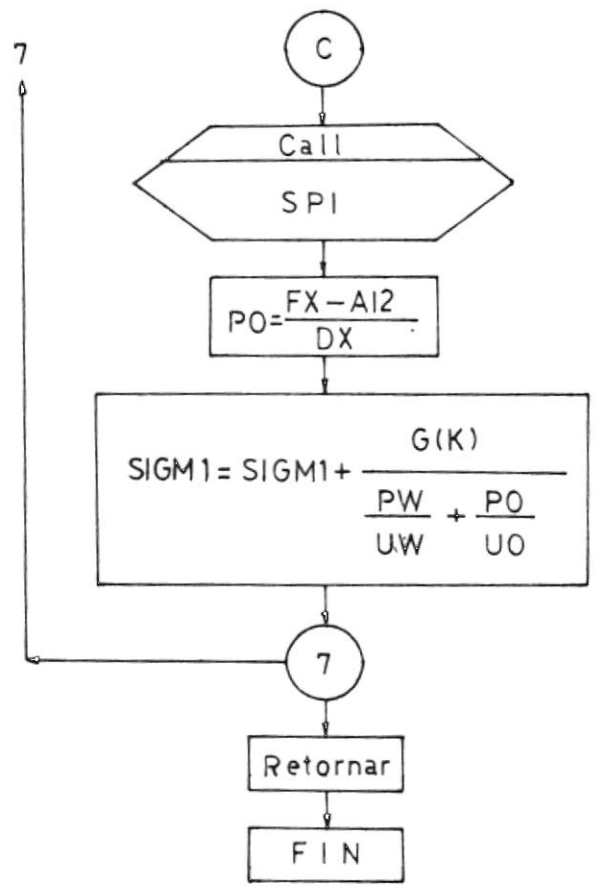 7
C
Call
SPI
PO=FX-AI2
DX
G(K)
SIGM1=SIGM1+
PW + PO
UW UO
7
Retornar
FIN